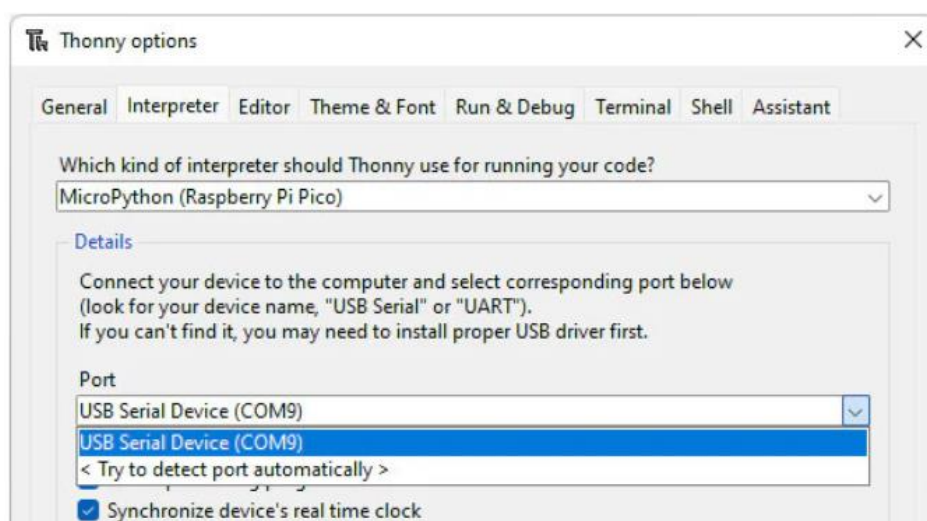 Thonny options
General Interpreter Editor Theme & Font Run & Debug Terminal Shell Assistant
Which kind of interpreter should Thonny use for running your code?
MicroPython (Raspberry Pi Pico)
Details
Connect your device to the computer and select corresponding port below
(look for your device name, "USB Serial" or "UART").
If you can't find it, you may need to install proper USB driver first.
Port
USB Serial Device (COM9)
USB Serial Device (COM9)
< Try to detect port automatically >
Synchronize device's real time clock